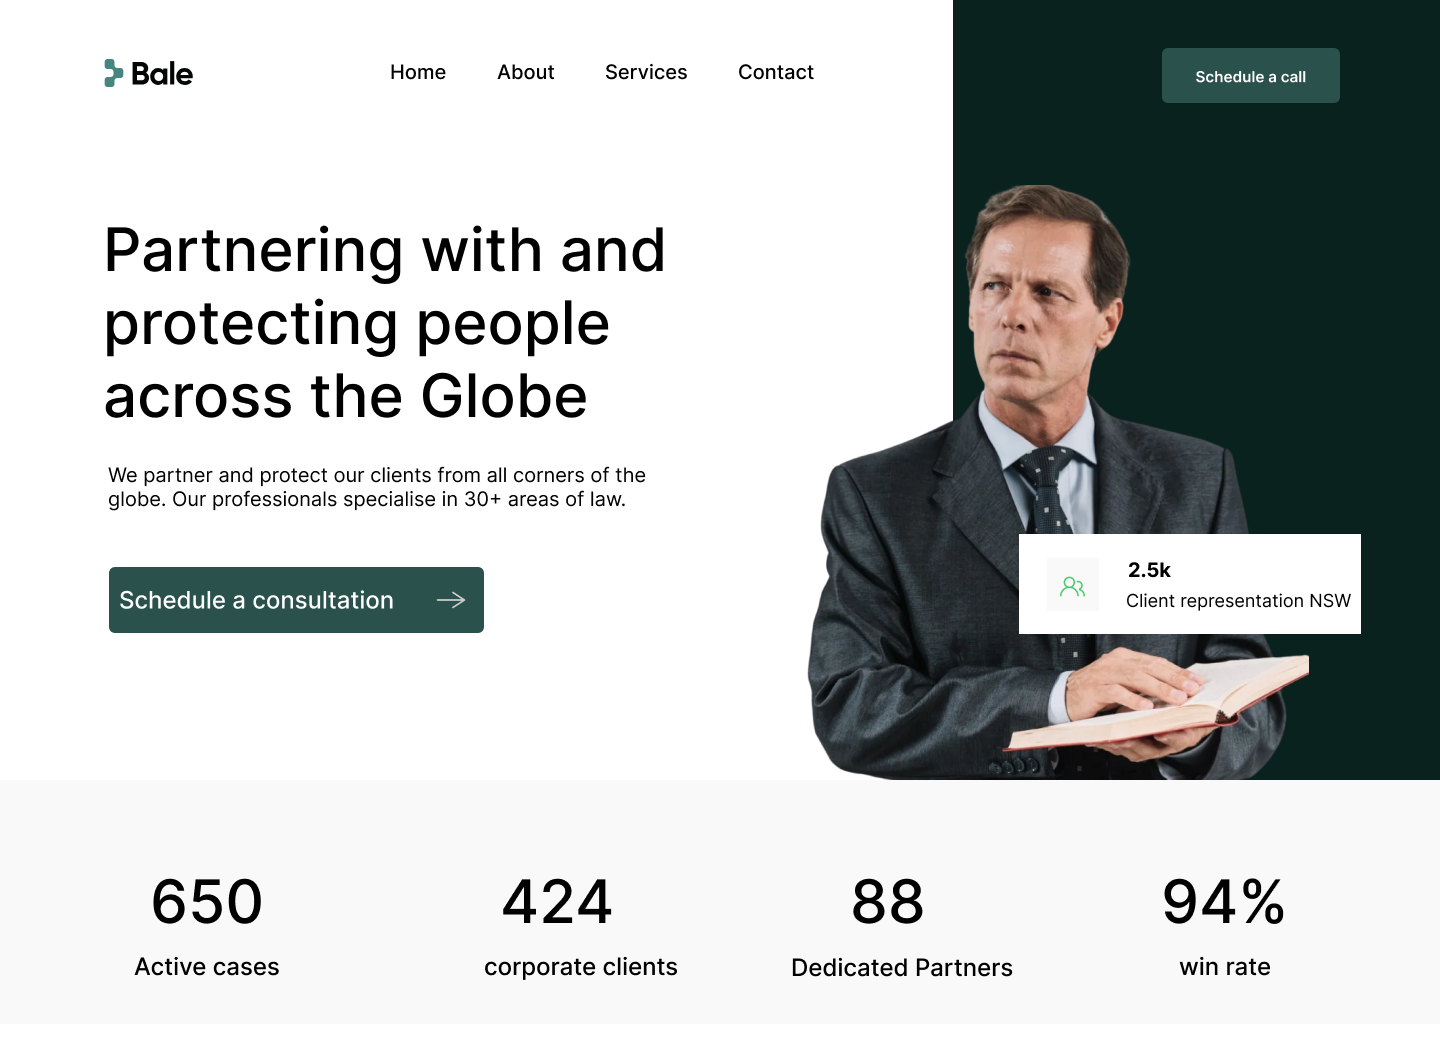 Bale
Home
About
Services
Contact
Schedule a call
Partnering with and
protecting people
across the Globe
We partner and protect our clients from all corners of the
globe. Our professionals specialise in 30+ areas of law.
Schedule a consultation
2.5k
Client representation NSW
650
Active cases
424
corporate clients
88
Dedicated Partners
94%
win rate